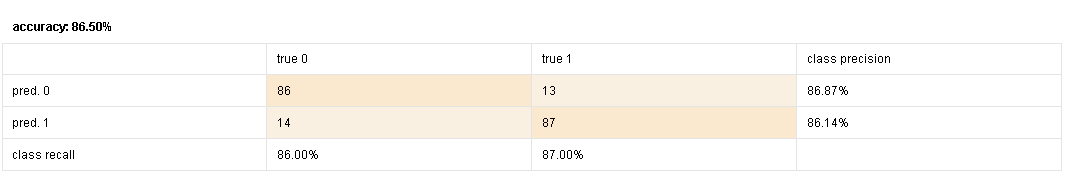 accuracy: 86.50%
true 0 true 1 class precision
pred. 0 86 13 86.87%
pred. 1 14 87 86.14%
class recall 86.00% 87.00%